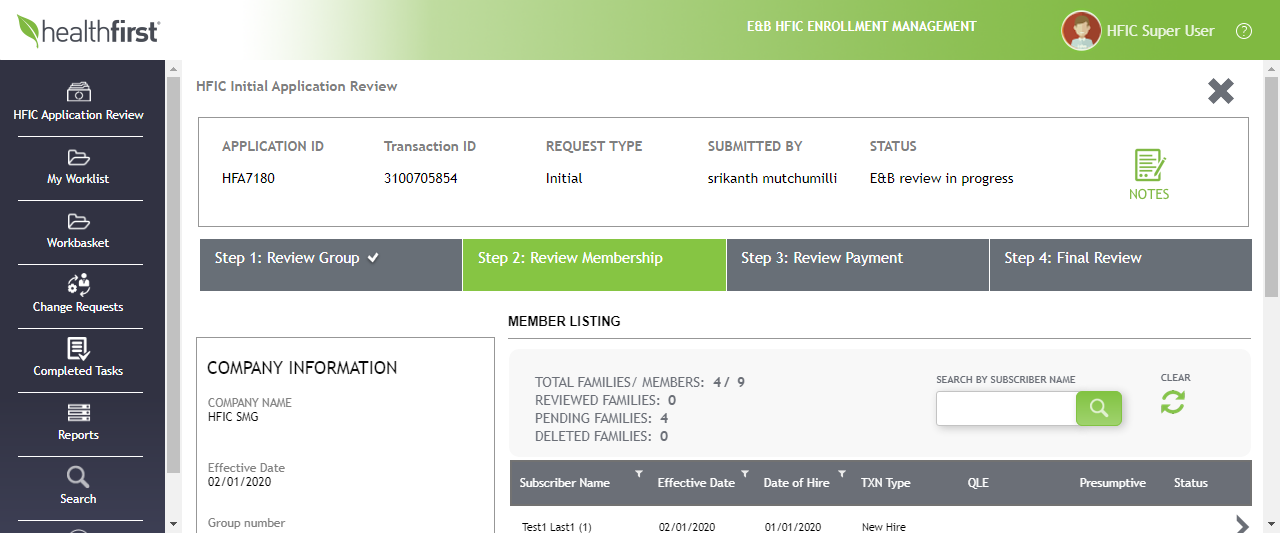 healthfirst
E&B HFIC ENROLLMENT MANAGEMENT
HFIC Super User
?
HFIC Application Review
My Worklist
Workbasket
Change Requests
Completed Tasks
Reports
Search
HFIC Initial Application Review
APPLICATION ID Transaction ID REQUEST TYPE SUBMITTED BY STATUS
HFA7180 3100705854 Initial srikanth mutchumilli E&B review in progress
NOTES
Step 1: Review Group Step 2: Review Membership Step 3: Review Payment Step 4: Final Review
COMPANY INFORMATION
COMPANY NAME
HFIC SMG
Effective Date
02/01/2020
Group number
MEMBER LISTING
TOTAL FAMILIES/ MEMBERS: 4 / 9
REVIEWED FAMILIES: 0
PENDING FAMILIES: 4
DELETED FAMILIES: 0
SEARCH BY SUBSCRIBER NAME
CLEAR
Subscriber Name Effective Date Date of Hire TXN Type QLE Presumptive Status
Test1 Last1 (1) 02/01/2020 01/01/2020 New Hire